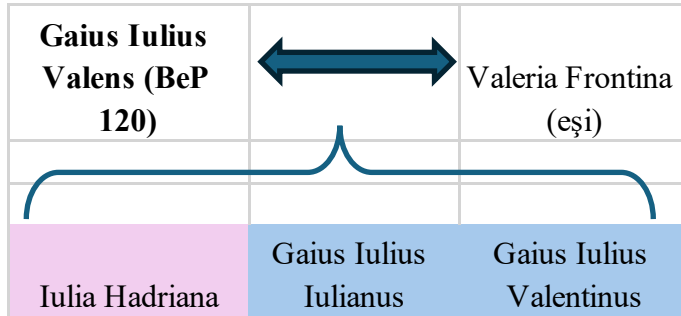 Gaius Iulius
Valens (BeP
120)
Valeria Frontina
(eşi)
Iulia Hadriana
Gaius Iulius
Iulianus
Gaius Iulius
Valentinus